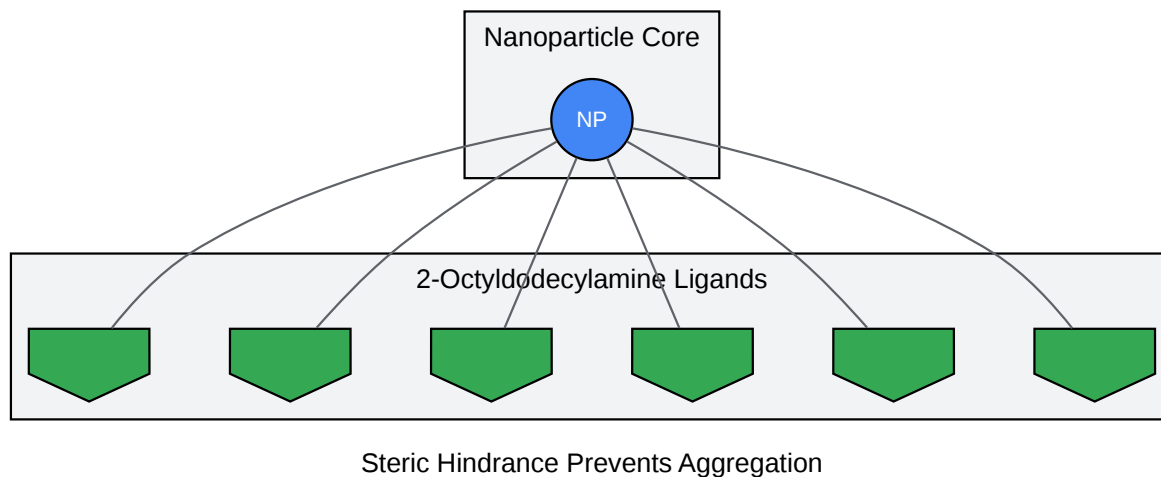 Nanoparticle Core
NP
2-Octyldodecylamine Ligands
Steric Hindrance Prevents Aggregation